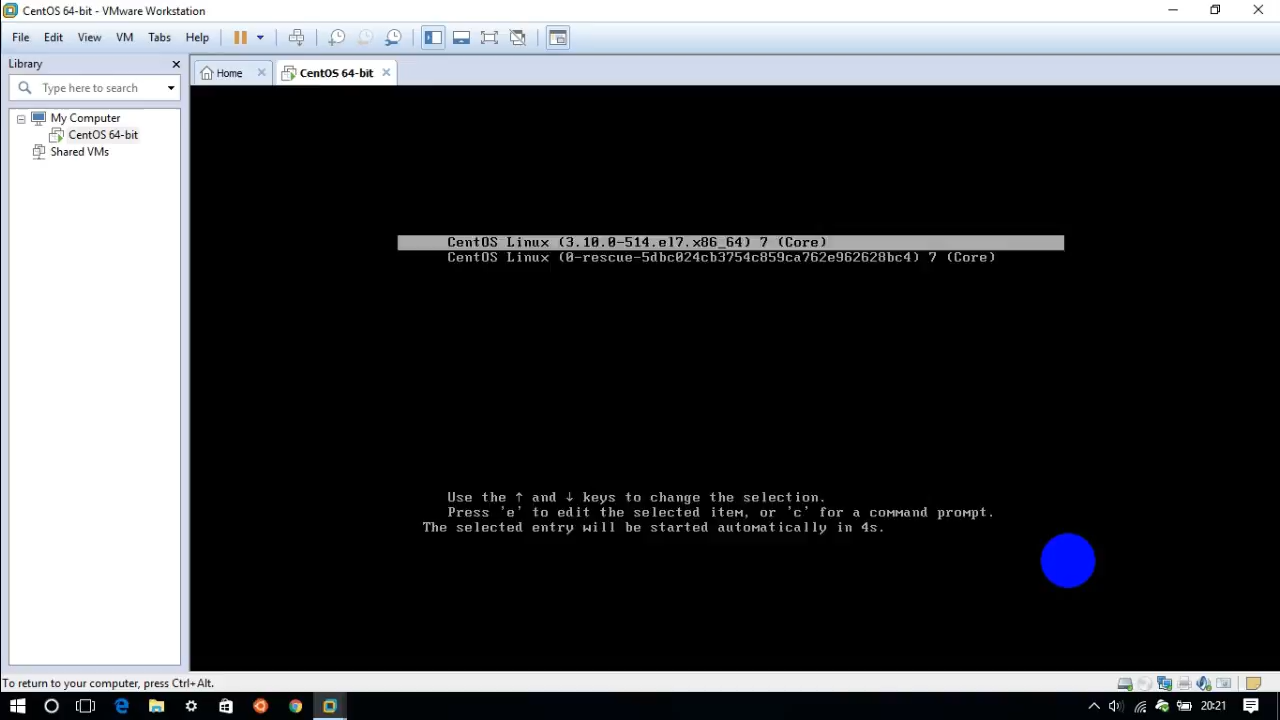 CentOS 64-bit - VMware Workstation
File Edit View VM Tabs Help
Library
Type here to search
My Computer
CentOS 64-bit
Shared VMs
Home
CentOS 64-bit
CentOS Linux (3.10.0-514.el7.x86_64) 7 (Core)
CentOS Linux (0-rescue-5dbc024cb3754c859ca762e962628bc4) 7 (Core)
Use the ↑ and ↓ keys to change the selection.
Press 'e' to edit the selected item, or 'c' for a command prompt.
The selected entry will be started automatically in 4s.
To return to your computer, press Ctrl+Alt.
20:21